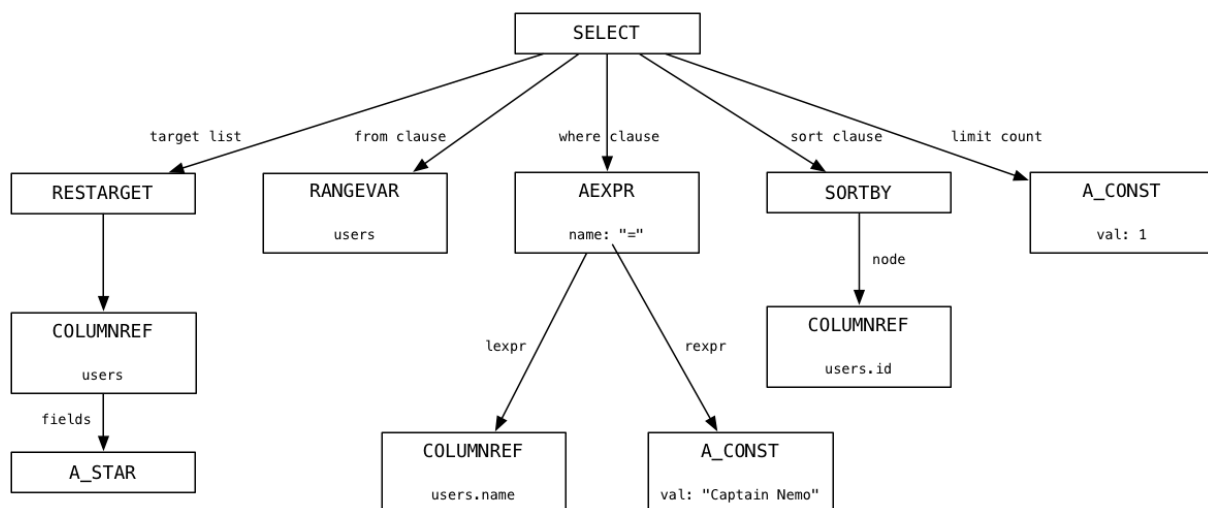 SELECT
target list
from clause
where clause
sort clause
limit count
RESTARGET
RANGEVAR
users
AEXPR
name: "="
SORTBY
A_CONST
val: 1
node
COLUMNREF
users
COLUMNREF
users.id
lexpr
rexpr
fields
A_STAR
COLUMNREF
users.name
A_CONST
val: "Captain Nemo"